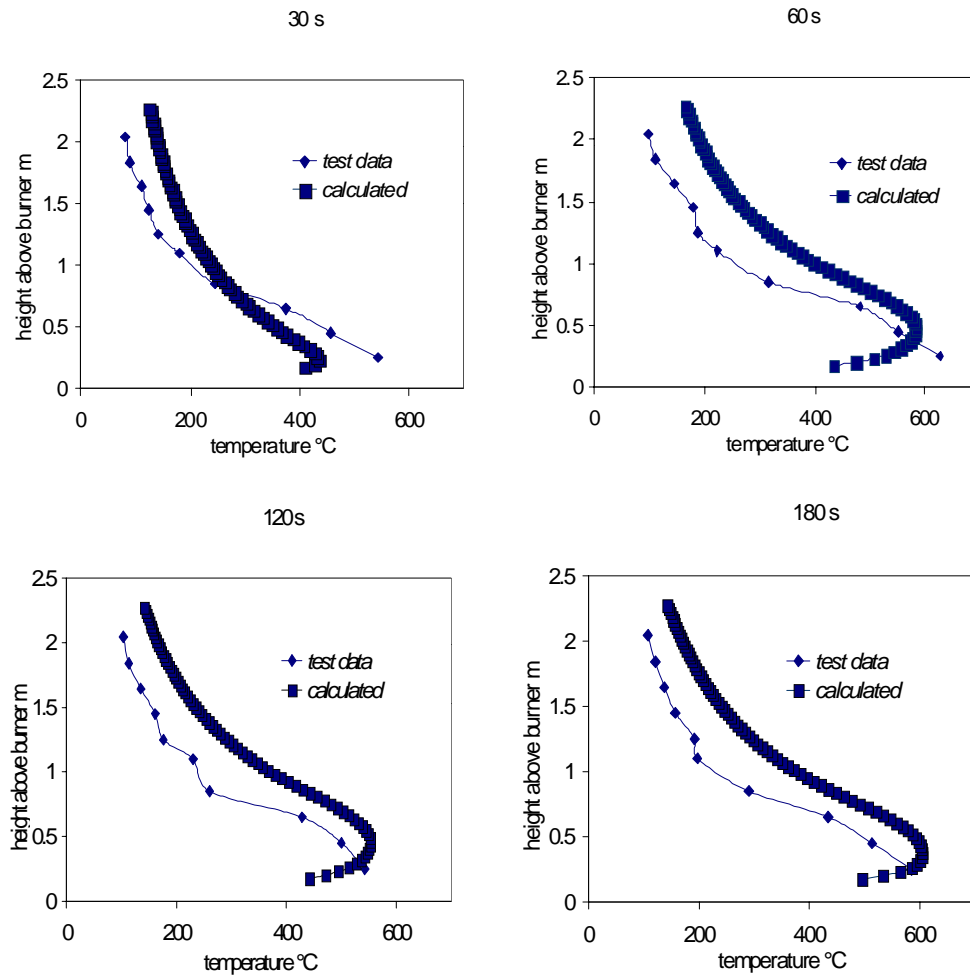 30 s
2.5
2
1.5
1
0.5
0
0 200 400 600
height above burner m
temperature °C
test data
calculated
60 s
2.5
2
1.5
1
0.5
0
0 200 400 600
height above burner m
temperature °C
test data
calculated
120 s
2.5
2
1.5
1
0.5
0
0 200 400 600
height above burner m
temperature °C
test data
calculated
180 s
2.5
2
1.5
1
0.5
0
0 200 400 600
height above burner m
temperature °C
test data
calculated